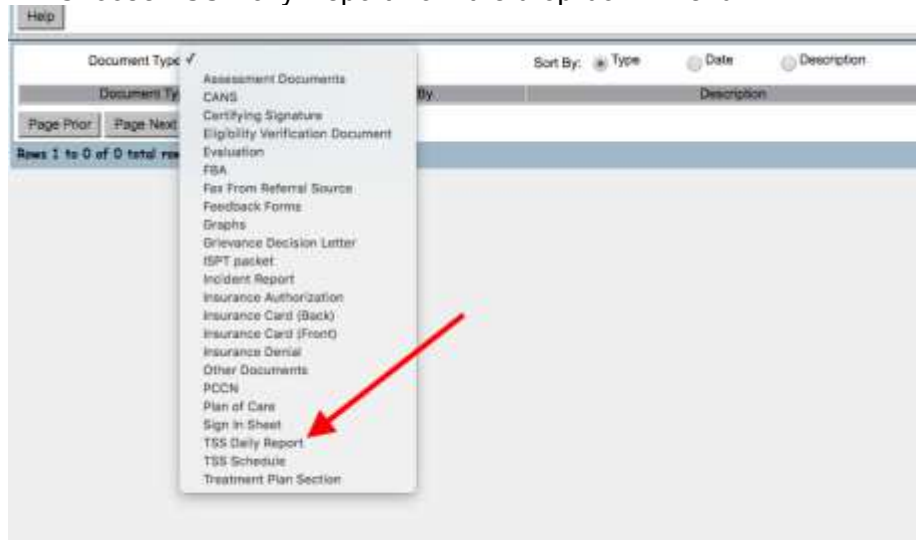 Help
Document Type ✓
Sort By: Type Date Description
Document Ty By Description
Page Prior Page Next
Rows 1 to 0 of 0 total row
Assessment Documents
CANS
Certifying Signature
Eligibility Verification Document
Evaluation
FBA
Fax From Referral Source
Feedback Forms
Graphs
Grievance Decision Letter
ISPT packet
Incident Report
Insurance Authorization
Insurance Card (Back)
Insurance Card (Front)
Insurance Denial
Other Documents
PCCN
Plan of Care
Sign In Sheet
TSS Daily Report
TSS Schedule
Treatment Plan Section